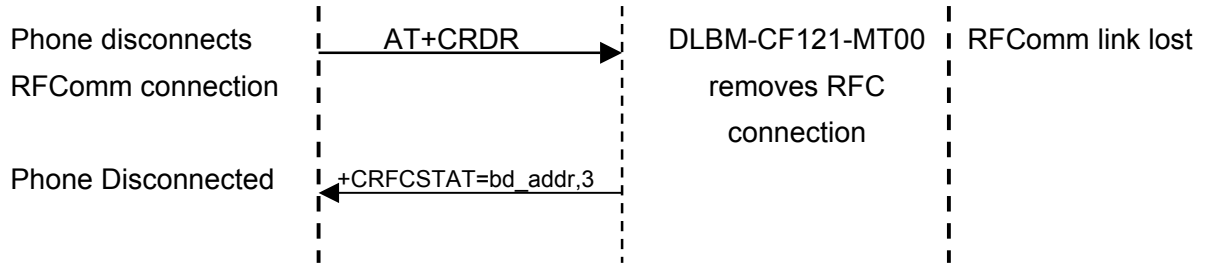 Phone disconnects AT+CRDR DLBM-CF121-MT00 RFComm link lost
RFComm connection removes RFC
connection
Phone Disconnected +CRFCSTAT=bd_addr,3